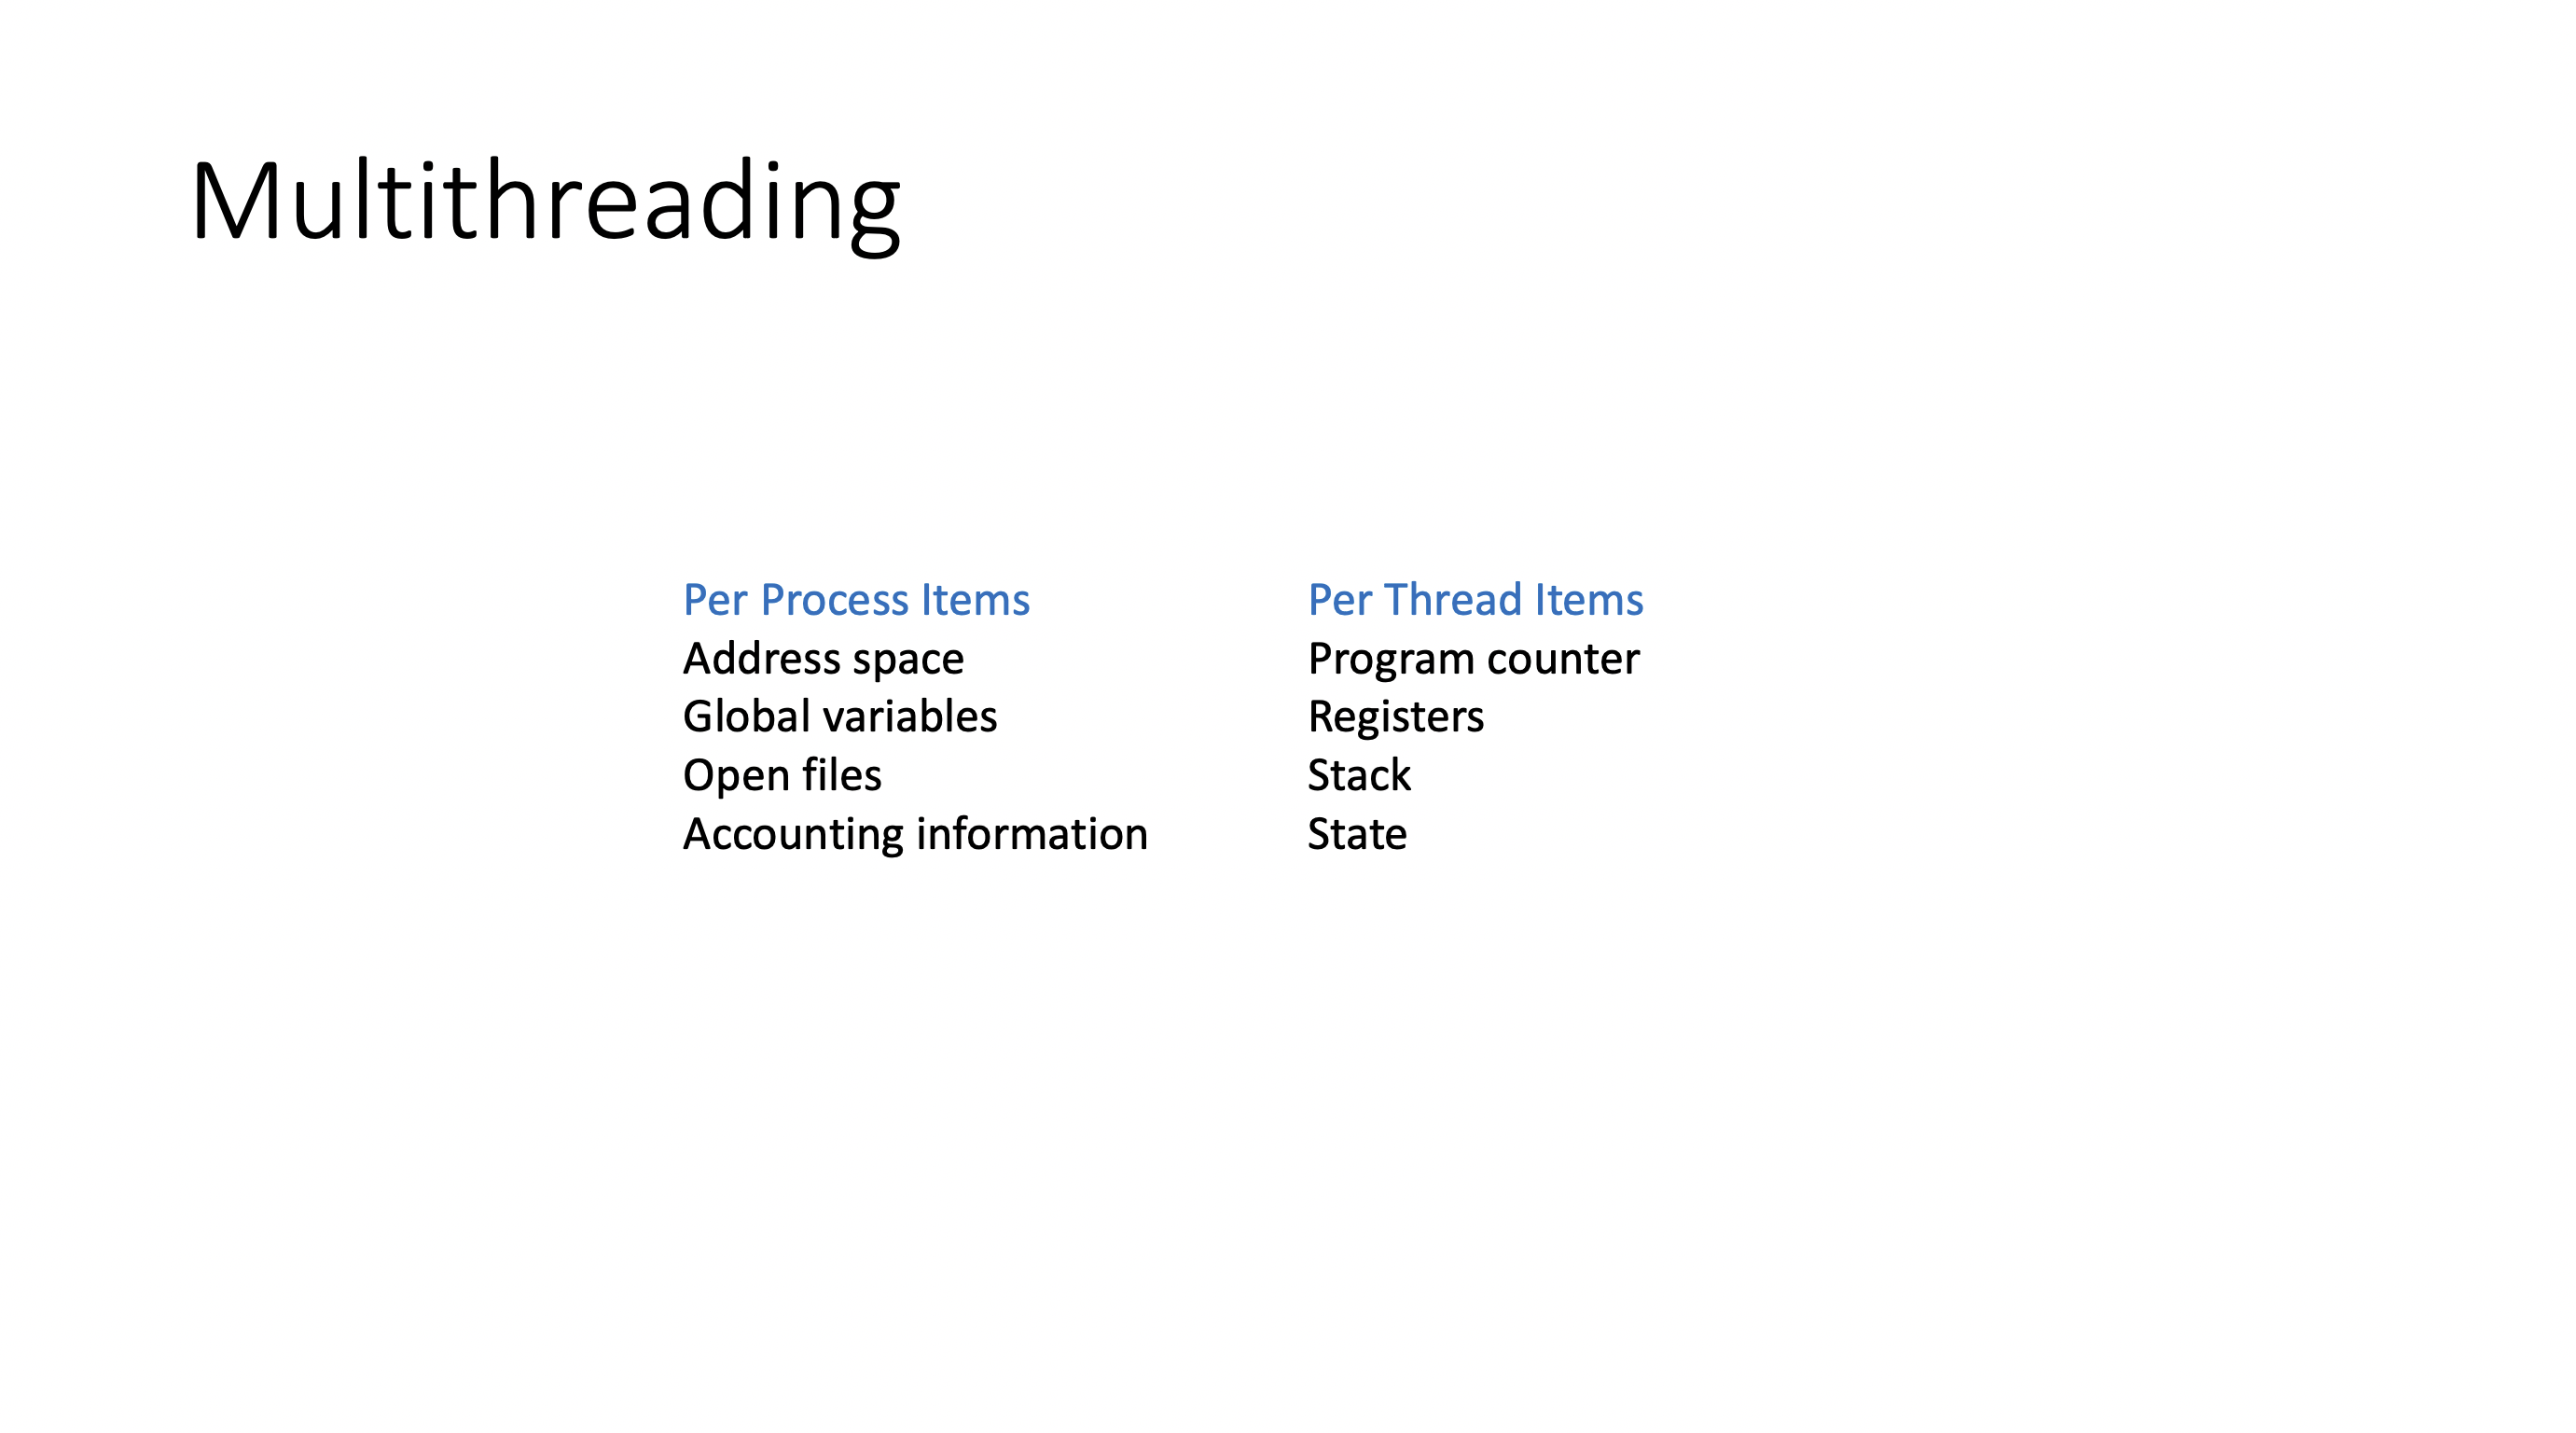 Multithreading
Per Process Items
Address space
Global variables
Open files
Accounting information
Per Thread Items
Program counter
Registers
Stack
State